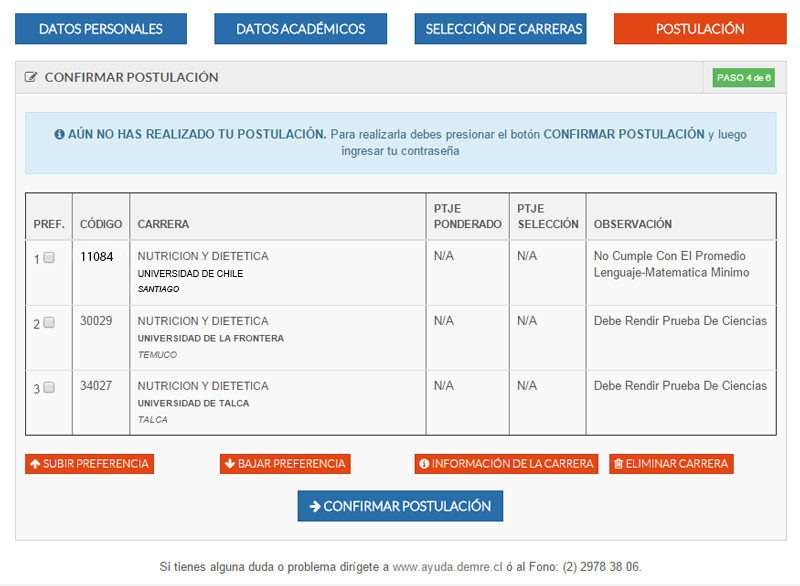 DATOS PERSONALES
DATOS ACADÉMICOS
SELECCIÓN DE CARRERAS
POSTULACIÓN
CONFIRMAR POSTULACIÓN
PASO 4 de 6
AÚN NO HAS REALIZADO TU POSTULACIÓN. Para realizarla debes presionar el botón CONFIRMAR POSTULACIÓN y luego
ingresar tu contraseña
PREF. CÓDIGO CARRERA PTJE PONDERADO PTJE SELECCIÓN OBSERVACIÓN
1 11084 NUTRICION Y DIETETICA N/A N/A No Cumple Con El Promedio
UNIVERSIDAD DE CHILE Lenguaje-Matematica Minimo
SANTIAGO
2 30029 NUTRICION Y DIETETICA N/A N/A Debe Rendir Prueba De Ciencias
UNIVERSIDAD DE LA FRONTERA
TEMUCO
3 34027 NUTRICION Y DIETETICA N/A N/A Debe Rendir Prueba De Ciencias
UNIVERSIDAD DE TALCA
TALCA
SUBIR PREFERENCIA
BAJAR PREFERENCIA
INFORMACIÓN DE LA CARRERA
ELIMINAR CARRERA
CONFIRMAR POSTULACIÓN
Si tienes alguna duda o problema dirígete a www.ayuda.demre.cl ó al Fono: (2) 2978 38 06.